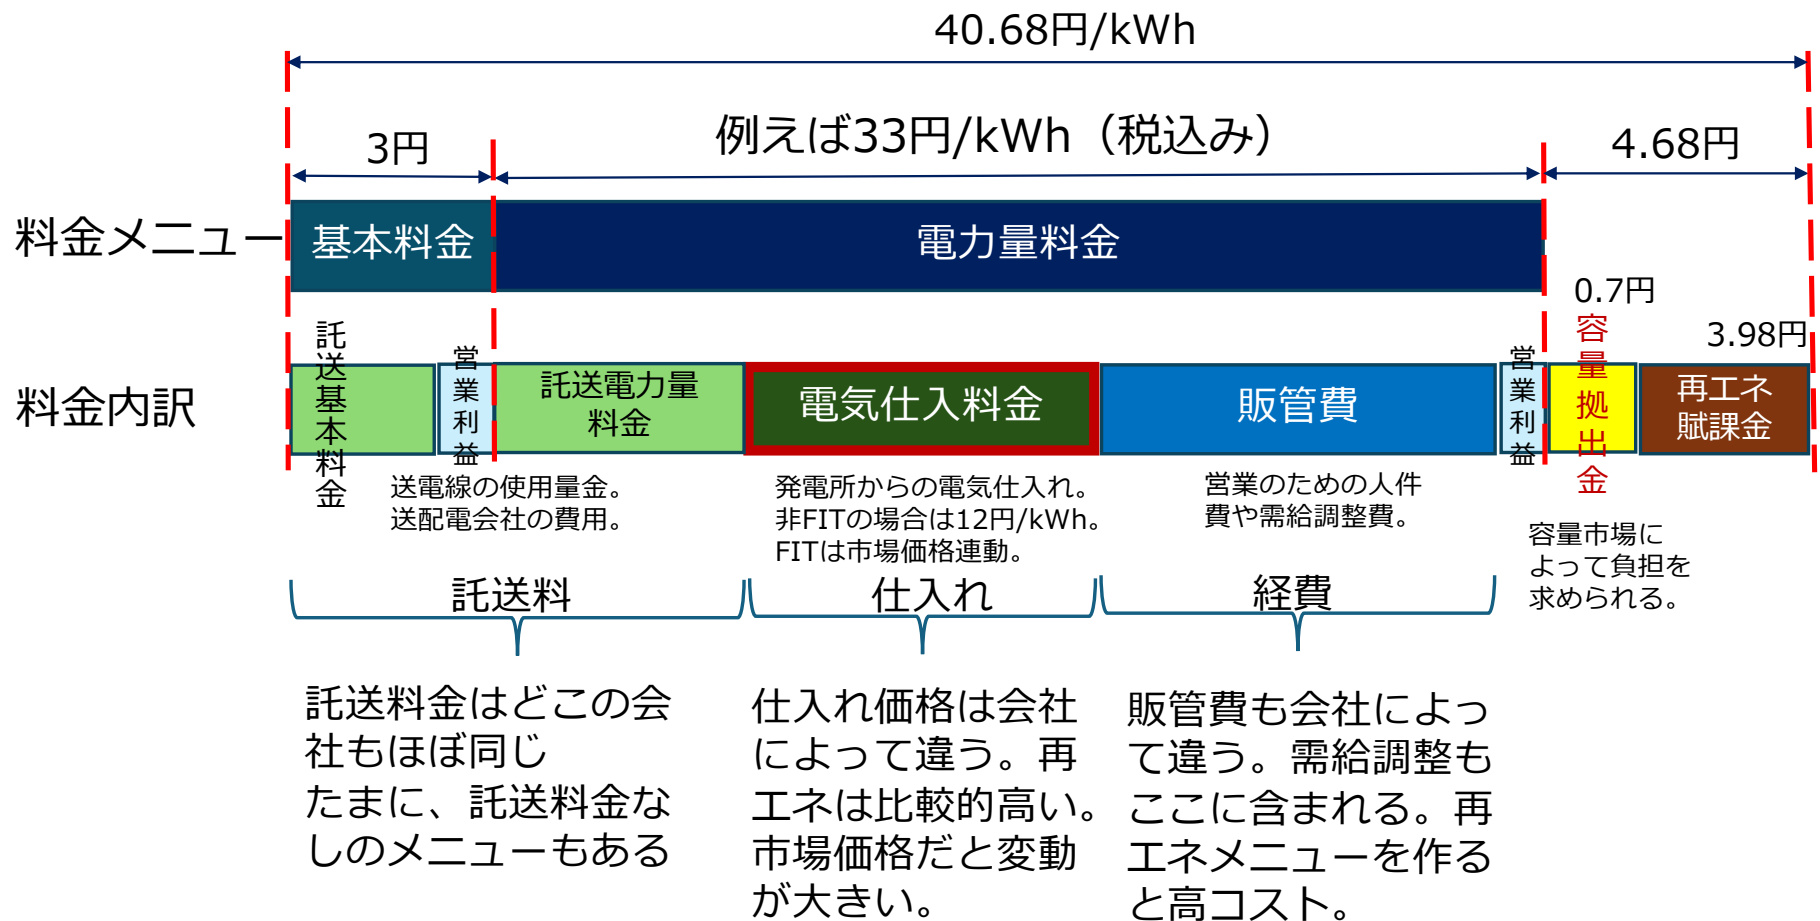 40.68円/kWh
3円
例えば33円/kWh（税込み）
4.68円
料金メニュー
基本料金
電力量料金
0.7円
3.98円
料金内訳
託送基本料金
営業利益
託送電力量
料金
電気仕入料金
販管費
営業利益
容量拠出金
再エネ
賦課金
送電線の使用量金。
送配電会社の費用。
発電所からの電気仕入れ。
非FITの場合は12円/kWh。
FITは市場価格連動。
営業のための人件
費や需給調整費。
容量市場に
よって負担を
求められる。
託送料
仕入れ
経費
託送料金はどこの会
社もほぼ同じ
たまに、託送料金な
しのメニューもある
仕入れ価格は会社
によって違う。再
エネは比較的高い。
市場価格だと変動
が大きい。
販管費も会社によっ
て違う。需給調整も
ここに含まれる。再
エネメニューを作る
と高コスト。